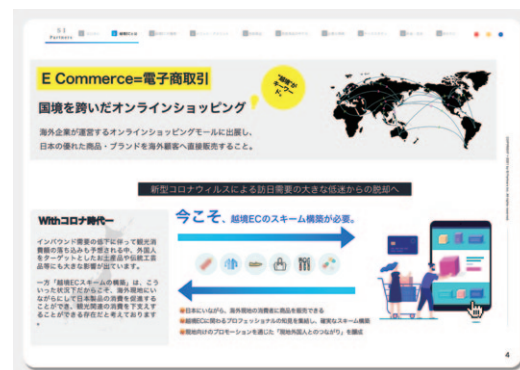 S I
Partners
越境ECとは
E Commerce=電子商取引
"越境"が
キーワー
ド。
国境を跨いだオンラインショッピング
海外企業が運営するオンラインショッピングモールに出展し、
日本の優れた商品・ブランドを海外顧客へ直接販売すること。
新型コロナウィルスによる訪日需要の大きな低迷からの脱却へ
Withコロナ時代ー
インバウンド需要の低下に伴って観光消
費額の落ち込みも予想される中、外国人
をターゲットとしたお土産品や伝統工芸
品等にも大きな影響が出ています。
一方「越境ECスキームの構築」は、こう
いった状況下だからこそ、海外現地にい
ながらにして日本製品の消費を促進する
ことができ、観光関連の消費を下支えす
ることができる存在だと考えております
。
今こそ、越境ECのスキーム構築が必要。
日本にいながら、海外現地の消費者に商品を販売できる
越境ECに関わるプロフェッショナルの知見を集結し、確実なスキーム構築
現地向けのプロモーションを通じた「現地外国人とのつながり」を醸成
4